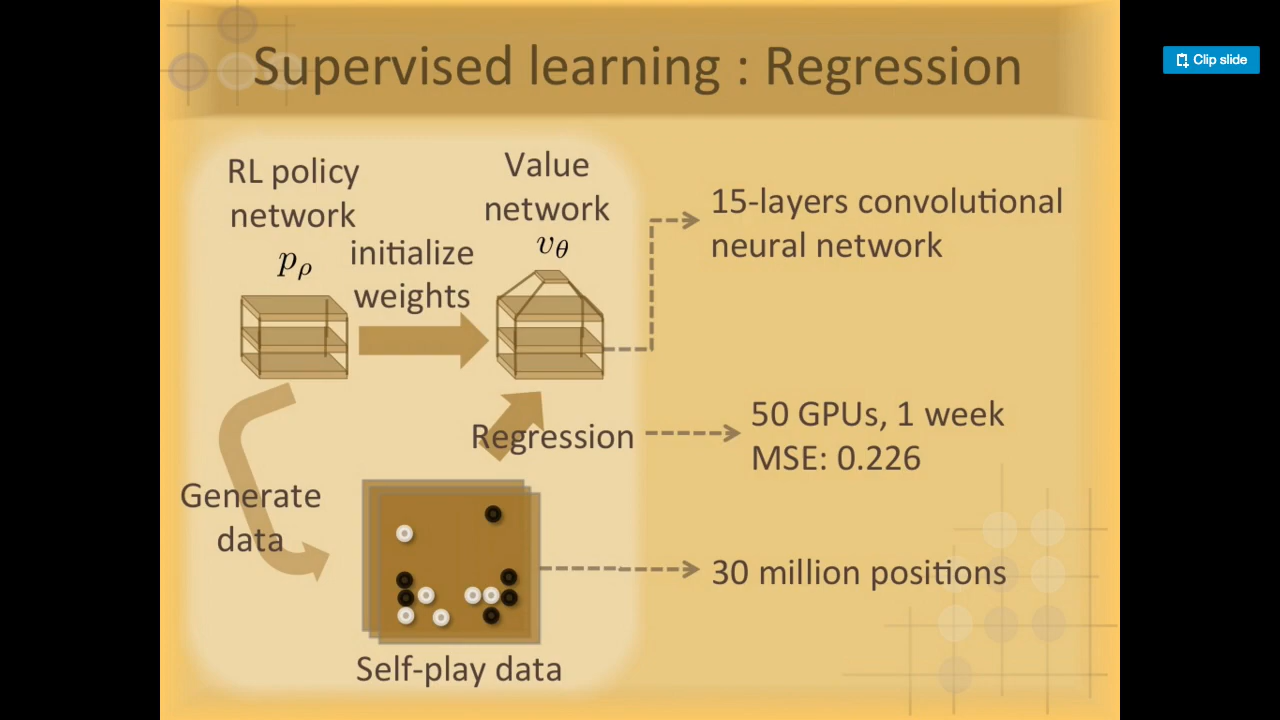 Supervised learning : Regression
Clip slide
RL policy
network
pρ
initialize
weights
Value
network
vθ
15-layers convolutional
neural network
Regression
50 GPUs, 1 week
MSE: 0.226
Generate
data
30 million positions
Self-play data